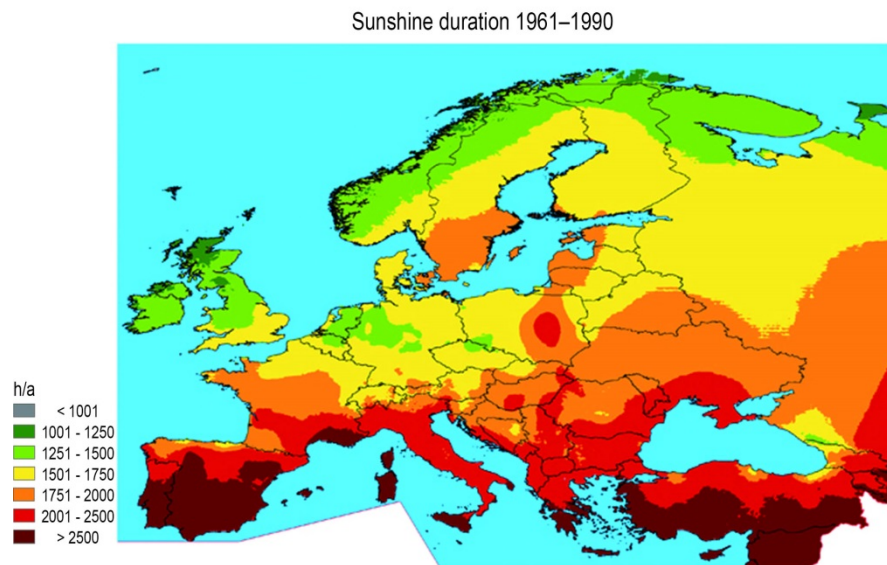 Sunshine duration 1961–1990
h/a
< 1001
1001 - 1250
1251 - 1500
1501 - 1750
1751 - 2000
2001 - 2500
> 2500